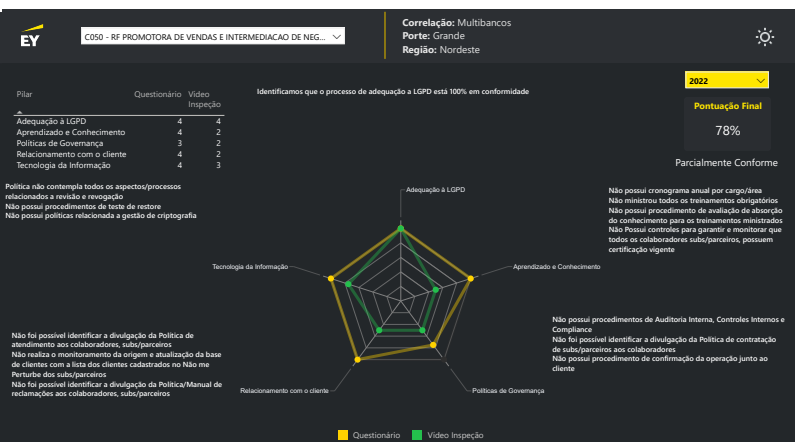 EY
C050 - RF PROMOTORA DE VENDAS E INTERMEDIACAO DE NEG...
Correlação: Multibancos
Porte: Grande
Região: Nordeste
Pilar Questionário Vídeo Inspeção
Adequação à LGPD 4 4
Aprendizado e Conhecimento 4 2
Políticas de Governança 3 2
Relacionamento com o cliente 4 2
Tecnologia da Informação 4 3
Identificamos que o processo de adequação a LGPD está 100% em conformidade
2022
Pontuação Final
78%
Parcialmente Conforme
Politica não contempla todos os aspectos/processos
relacionados a revisão e revogação
Não possui procedimentos de teste de restore
Não possui politicas relacionada a gestão de criptografia
Não possui cronograma anual por cargo/área
Não ministrou todos os treinamentos obrigatórios
Não possui procedimento de avaliação de absorção
do conhecimento para os treinamentos ministrados
Não Possui controles para garantir e monitorar que
todos os colaboradores subs/parceiros, possuem
certificação vigente
Adequação à LGPD
Tecnologia da Informação
Aprendizado e Conhecimento
Relacionamento com o cliente
Políticas de Governança
Não foi possível identificar a divulgação da Política de
atendimento aos colaboradores, subs/parceiros
Não realiza o monitoramento da origem e atualização da base
de clientes com a lista dos clientes cadastrados no Não me
Perturbe dos subs/parceiros
Não foi possível identificar a divulgação da Política/Manual de
reclamações aos colaboradores, subs/parceiros
Não possui procedimentos de Auditoria Interna, Controles Internos e
Compliance
Não foi possível identificar a divulgação da Política de contratação
de subs/parceiros aos colaboradores
Não possui procedimento de confirmação da operação junto ao
cliente
Questionário Vídeo Inspeção